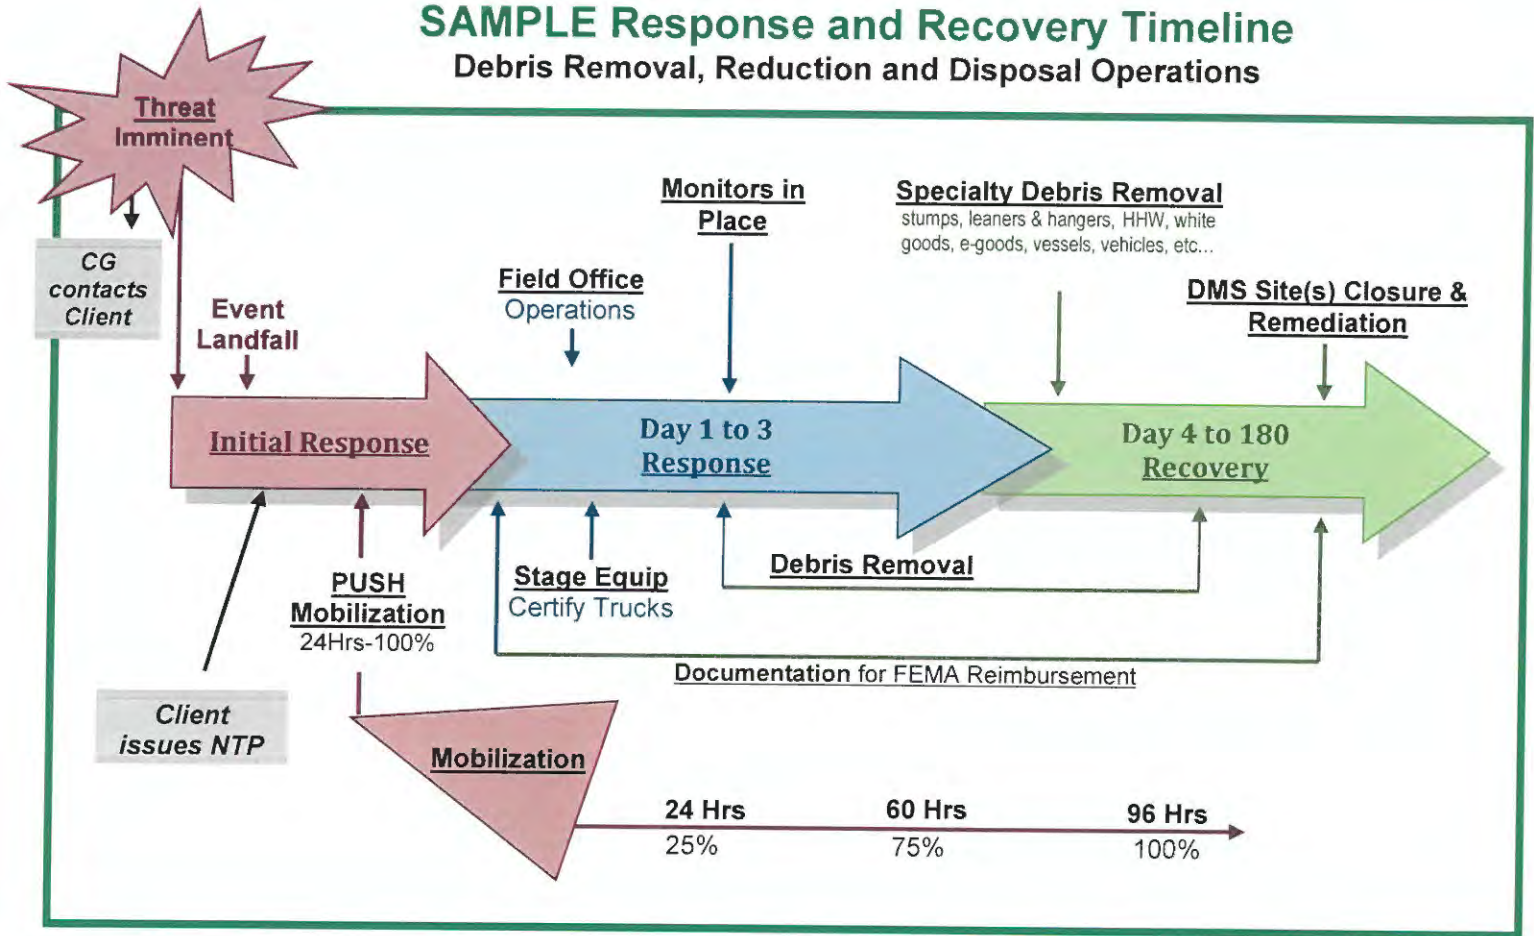 SAMPLE Response and Recovery Timeline
Debris Removal, Reduction and Disposal Operations
Threat
Imminent
CG
contacts
Client
Event
Landfall
Field Office
Operations
Monitors in
Place
Specialty Debris Removal
stumps, leaners & hangers, HHW, white
goods, e-goods, vessels, vehicles, etc...
DMS Site(s) Closure &
Remediation
Initial Response
Day 1 to 3
Response
Day 4 to 180
Recovery
PUSH
Mobilization
24Hrs-100%
Stage Equip
Certify Trucks
Debris Removal
Documentation for FEMA Reimbursement
Client
issues NTP
Mobilization
24 Hrs
25%
60 Hrs
75%
96 Hrs
100%